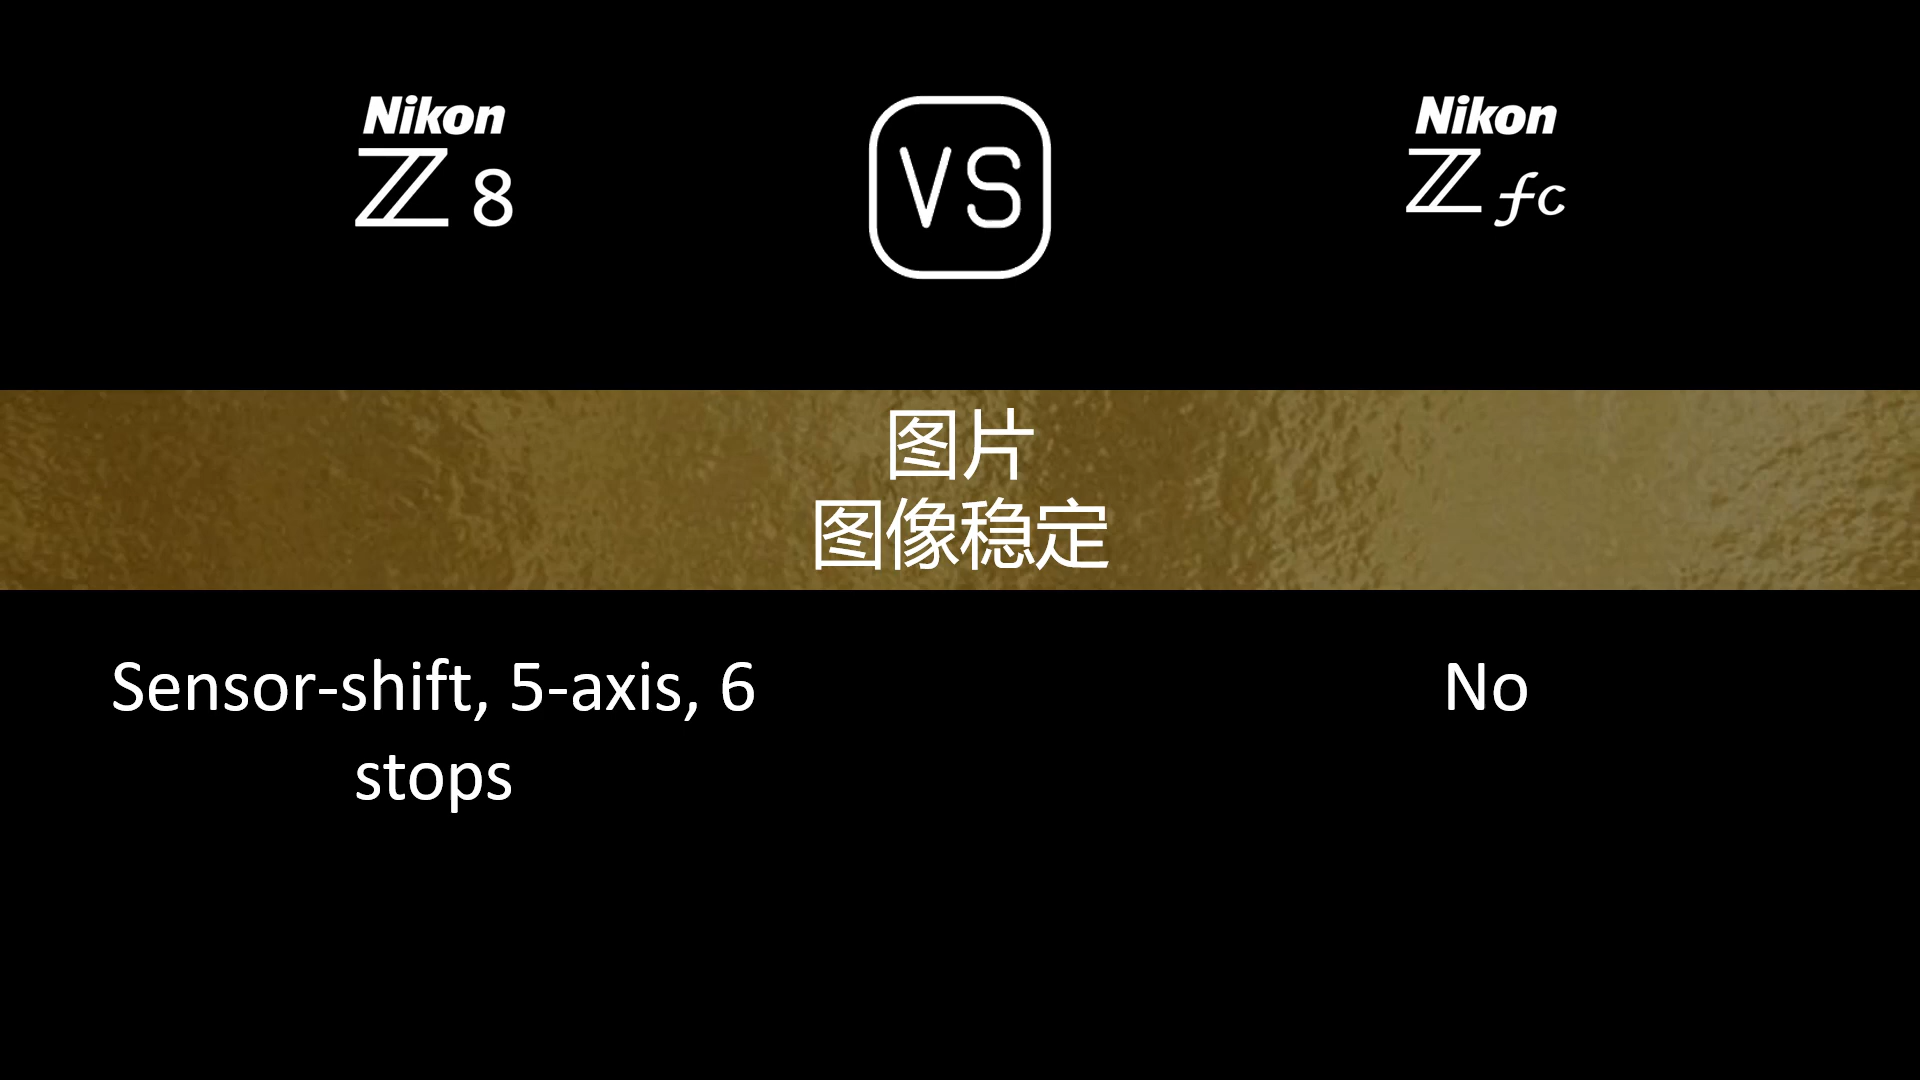 Nikon
Z 8
VS
Nikon
Z fc
图片
图像稳定
Sensor-shift, 5-axis, 6
stops
No